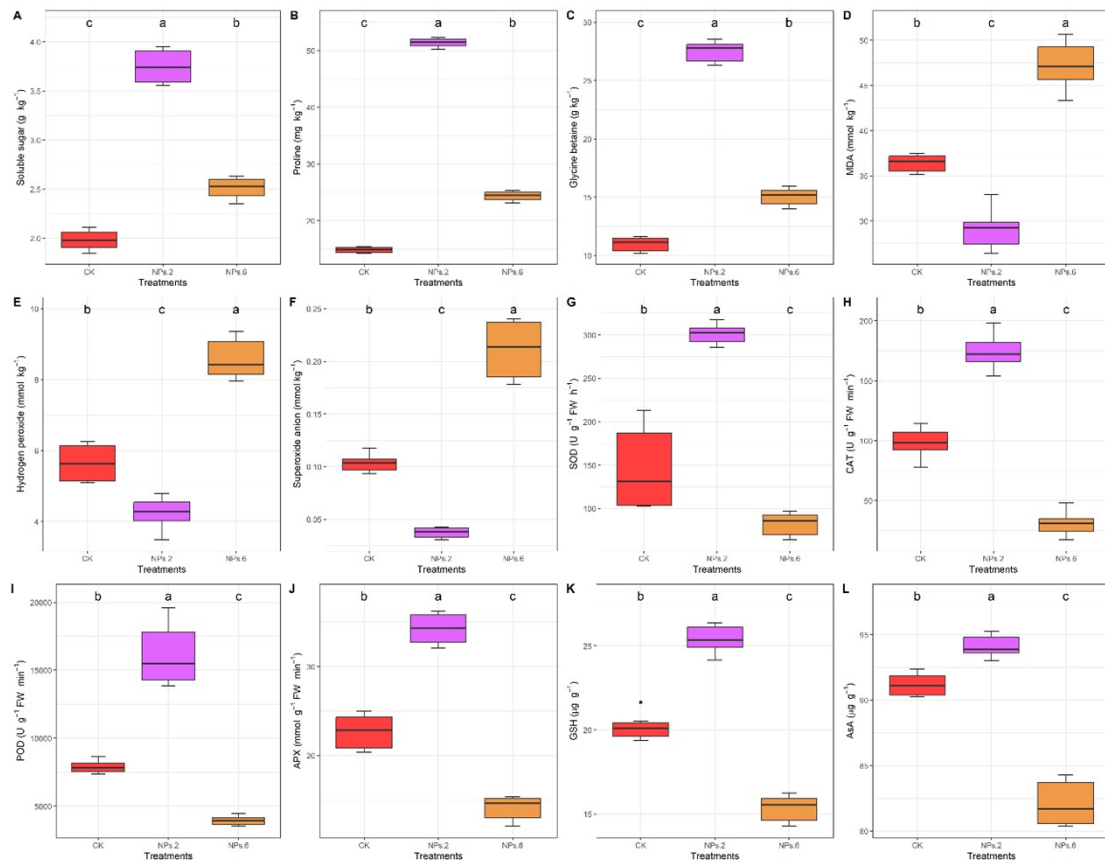 A
c a b
Soluble sugar (g kg⁻¹)
4.0
3.5
3.0
2.5
2.0
CK NPs.2 NPs.6
Treatments
B
c a b
Proline (mg kg⁻¹)
50
40
30
20
CK NPs.2 NPs.6
Treatments
C
c a b
Glycine betaine (g kg⁻¹)
30
25
20
15
10
CK NPs.2 NPs.6
Treatments
D
b c a
MDA (mmol kg⁻¹)
50
45
40
35
30
CK NPs.2 NPs.6
Treatments
E
b c a
Hydrogen peroxide (mmol kg⁻¹)
10
8
6
4
CK NPs.2 NPs.6
Treatments
F
b c a
Superoxide anion (mmol kg⁻¹)
0.25
0.20
0.15
0.10
0.05
CK NPs.2 NPs.6
Treatments
G
b a c
SOD (U g⁻¹ FW h⁻¹)
300
250
200
150
100
CK NPs.2 NPs.6
Treatments
H
b a c
CAT (U g⁻¹ FW min⁻¹)
200
150
100
50
CK NPs.2 NPs.6
Treatments
I
b a c
POD (U g⁻¹ FW min⁻¹)
20000
15000
10000
5000
CK NPs.2 NPs.6
Treatments
J
b a c
APX (mmol g⁻¹ FW min⁻¹)
30
20
CK NPs.2 NPs.6
Treatments
K
b a c
GSH (µg g⁻¹)
25
20
15
CK NPs.2 NPs.6
Treatments
L
b a c
AsA (µg g⁻¹)
95
90
85
80
CK NPs.2 NPs.6
Treatments